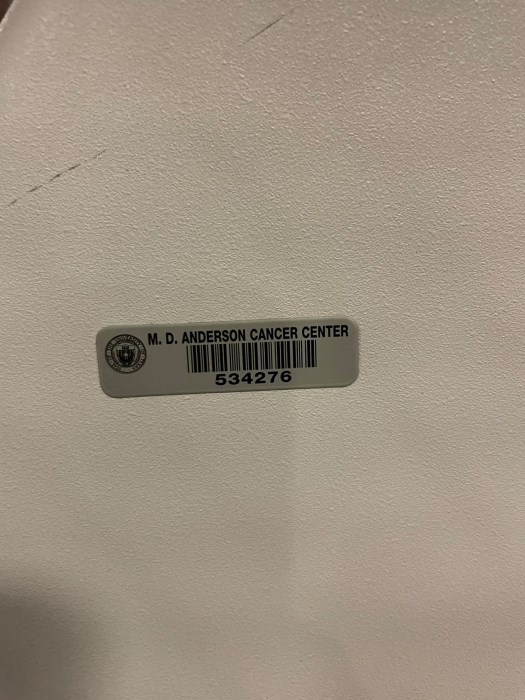 M. D. ANDERSON CANCER CENTER
534276